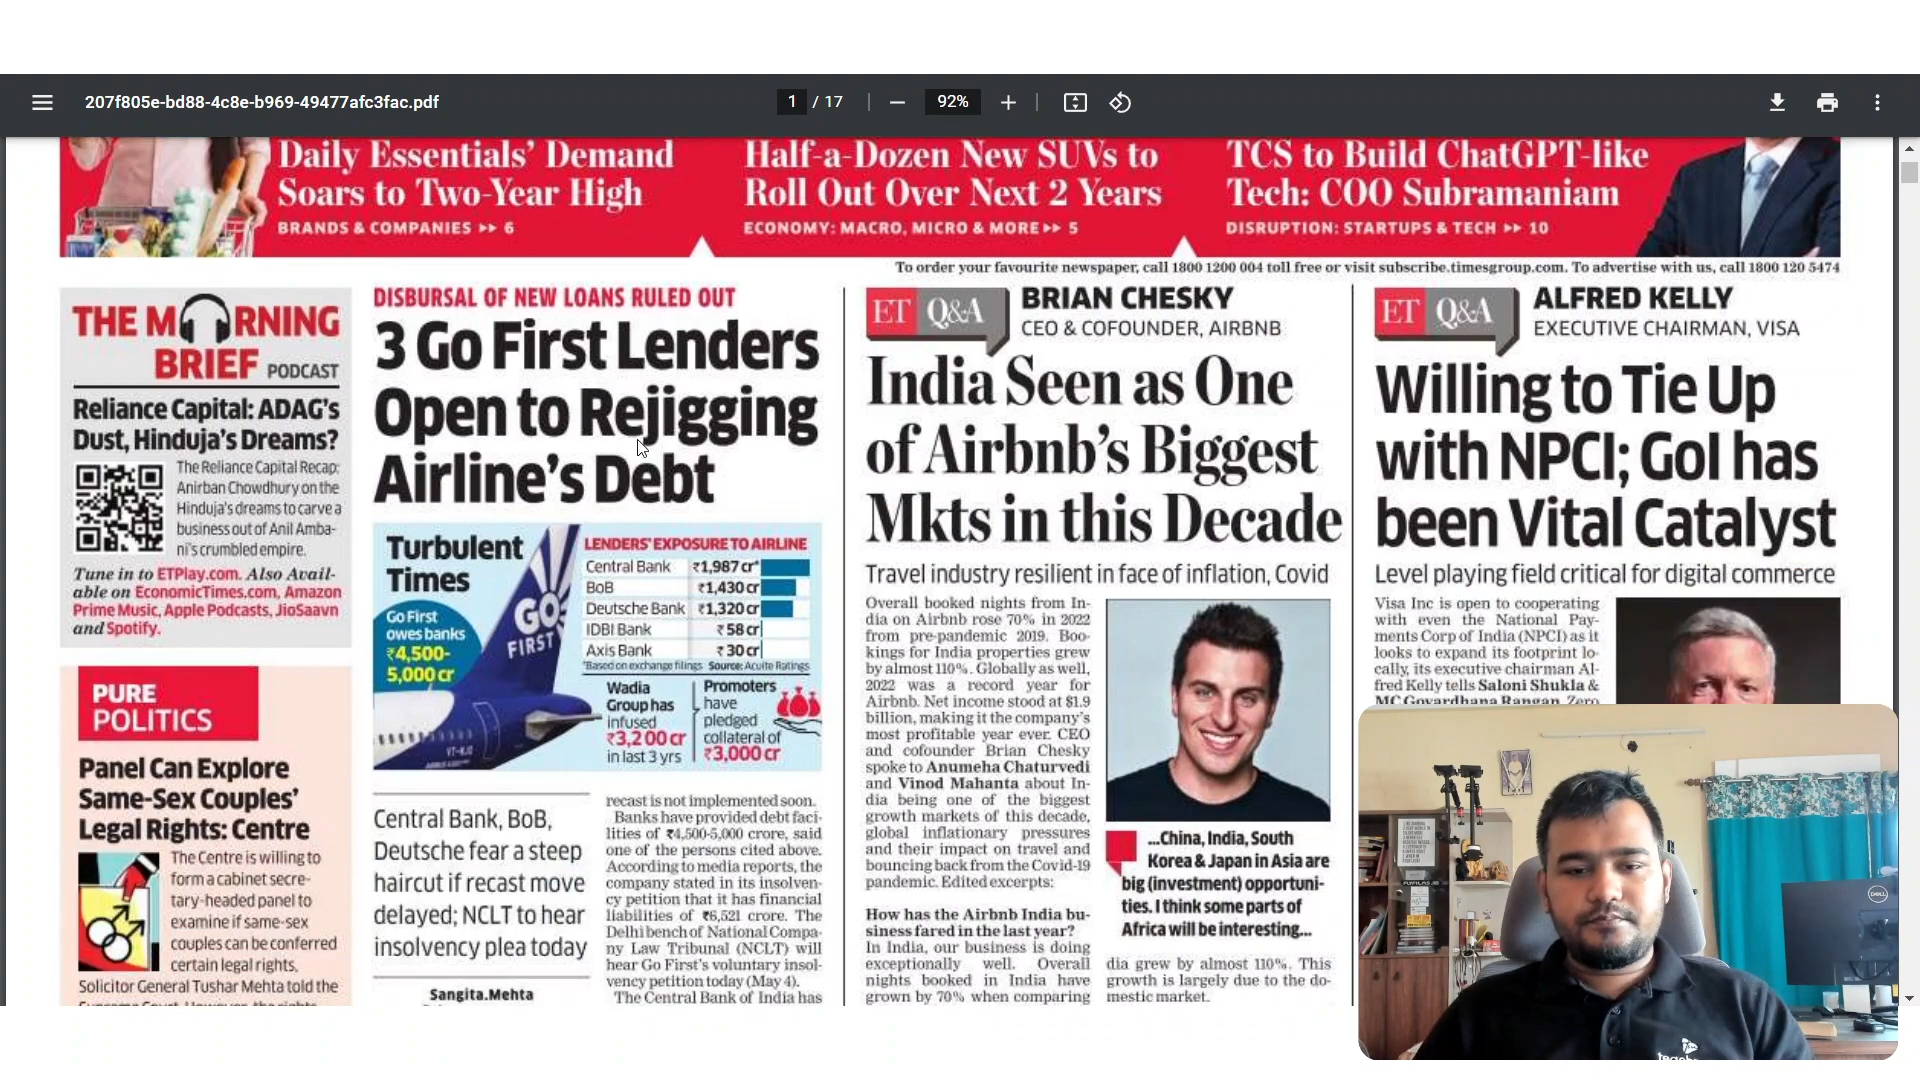 207f805e-bd88-4c8e-b969-49477afc3fac.pdf
1 / 17
92%
Daily Essentials' Demand
Soars to Two-Year High
BRANDS & COMPANIES ▸▸ 6
Half-a-Dozen New SUVs to
Roll Out Over Next 2 Years
ECONOMY: MACRO, MICRO & MORE ▸▸ 5
TCS to Build ChatGPT-like
Tech: COO Subramaniam
DISRUPTION: STARTUPS & TECH ▸▸ 10
To order your favourite newspaper, call 1800 1200 004 toll free or visit subscribe.timesgroup.com. To advertise with us, call 1800 120 5474
THE MORNING
BRIEF PODCAST
Reliance Capital: ADAG's
Dust, Hinduja's Dreams?
The Reliance Capital Recap:
Anirban Chowdhury on the
Hinduja's dreams to carve a
business out of Anil Amba-
ni's crumbled empire.
Tune in to ETPlay.com. Also Avail-
able on EconomicTimes.com, Amazon
Prime Music, Apple Podcasts, JioSaavn
and Spotify.
PURE
POLITICS
Panel Can Explore
Same-Sex Couples'
Legal Rights: Centre
The Centre is willing to
form a cabinet secre-
tary-headed panel to
examine if same-sex
couples can be conferred
certain legal rights,
Solicitor General Tushar Mehta told the
DISBURSAL OF NEW LOANS RULED OUT
3 Go First Lenders
Open to Rejigging
Airline's Debt
Turbulent
Times
Go First
owes banks
₹4,500-
5,000 cr
GO
FIRST
LENDERS' EXPOSURE TO AIRLINE
Central Bank ₹1,987 cr*
BoB ₹1,430 cr
Deutsche Bank ₹1,320 cr
IDBI Bank ₹58 cr
Axis Bank ₹30 cr
*Based on exchange filings Source: Acuite Ratings
Wadia
Group has
infused
₹3,200 cr
in last 3 yrs
Promoters
have
pledged
collateral of
₹3,000 cr
Central Bank, BoB,
Deutsche fear a steep
haircut if recast move
delayed; NCLT to hear
insolvency plea today
Sangita.Mehta
recast is not implemented soon.
Banks have provided debt faci-
lities of ₹4,500-5,000 crore, said
one of the persons cited above.
According to media reports, the
company stated in its insolven-
cy petition that it has financial
liabilities of ₹6,521 crore. The
Delhi bench of National Compa-
ny Law Tribunal (NCLT) will
hear Go First's voluntary insol-
vency petition today (May 4).
The Central Bank of India has
ET Q&A
BRIAN CHESKY
CEO & COFOUNDER, AIRBNB
India Seen as One
of Airbnb's Biggest
Mkts in this Decade
Travel industry resilient in face of inflation, Covid
Overall booked nights from In-
dia on Airbnb rose 70% in 2022
from pre-pandemic 2019. Boo-
kings for India properties grew
by almost 110%. Globally as well,
2022 was a record year for
Airbnb. Net income stood at $1.9
billion, making it the company's
most profitable year ever. CEO
and cofounder Brian Chesky
spoke to Anumeha Chaturvedi
and Vinod Mahanta about In-
dia being one of the biggest
growth markets of this decade,
global inflationary pressures
and their impact on travel and
bouncing back from the Covid-19
pandemic. Edited excerpts:
How has the Airbnb India bu-
siness fared in the last year?
In India, our business is doing
exceptionally well. Overall
nights booked in India have
grown by 70% when comparing
...China, India, South
Korea & Japan in Asia are
big (investment) opportuni-
ties. I think some parts of
Africa will be interesting...
dia grew by almost 110%. This
growth is largely due to the do-
mestic market.
ET Q&A
ALFRED KELLY
EXECUTIVE CHAIRMAN, VISA
Willing to Tie Up
with NPCI; GoI has
been Vital Catalyst
Level playing field critical for digital commerce
Visa Inc is open to cooperating
with even the National Pay-
ments Corp of India (NPCI) as it
looks to expand its footprint lo-
cally, its executive chairman Al-
fred Kelly tells Saloni Shukla &
MC Govardhana Rangan. Zero
DELL